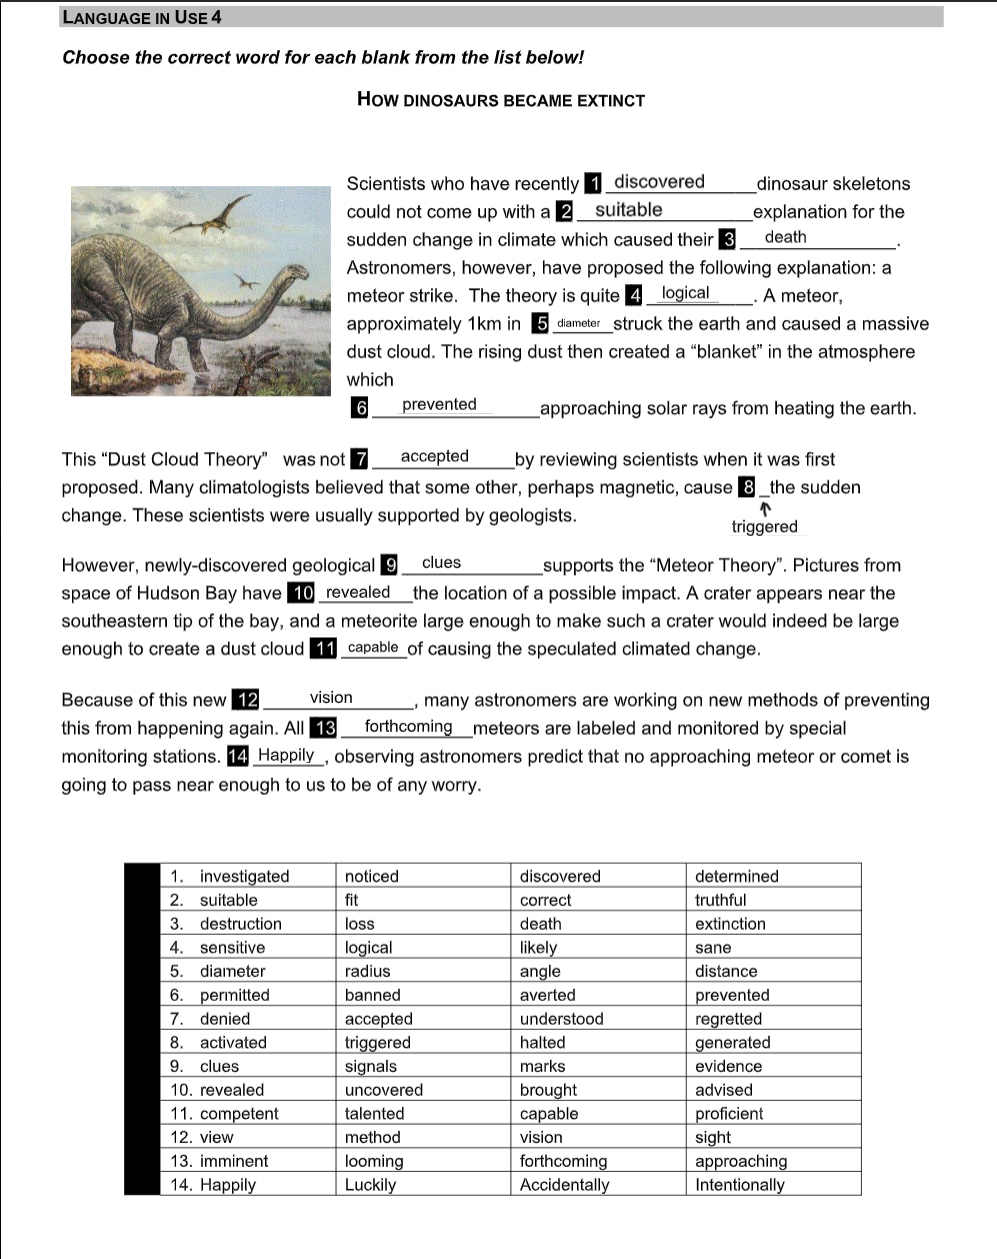 LANGUAGE IN USE 4
Choose the correct word for each blank from the list below!
HOW DINOSAURS BECAME EXTINCT
Scientists who have recently 1 discovered dinosaur skeletons
could not come up with a 2 suitable explanation for the
sudden change in climate which caused their 3 death.
Astronomers, however, have proposed the following explanation: a
meteor strike. The theory is quite 4 logical. A meteor,
approximately 1km in 5 diameter struck the earth and caused a massive
dust cloud. The rising dust then created a “blanket” in the atmosphere
which
6 prevented approaching solar rays from heating the earth.
This “Dust Cloud Theory” was not 7 accepted by reviewing scientists when it was first
proposed. Many climatologists believed that some other, perhaps magnetic, cause 8 _the sudden
change. These scientists were usually supported by geologists.
triggered
However, newly-discovered geological 9 clues supports the “Meteor Theory”. Pictures from
space of Hudson Bay have 10 revealed the location of a possible impact. A crater appears near the
southeastern tip of the bay, and a meteorite large enough to make such a crater would indeed be large
enough to create a dust cloud 11 capable of causing the speculated climated change.
Because of this new 12 vision, many astronomers are working on new methods of preventing
this from happening again. All 13 forthcoming meteors are labeled and monitored by special
monitoring stations. 14 Happily, observing astronomers predict that no approaching meteor or comet is
going to pass near enough to us to be of any worry.
1. investigated noticed discovered determined
2. suitable fit correct truthful
3. destruction loss death extinction
4. sensitive logical likely sane
5. diameter radius angle distance
6. permitted banned averted prevented
7. denied accepted understood regretted
8. activated triggered halted generated
9. clues signals marks evidence
10. revealed uncovered brought advised
11. competent talented capable proficient
12. view method vision sight
13. imminent looming forthcoming approaching
14. Happily Luckily Accidentally Intentionally